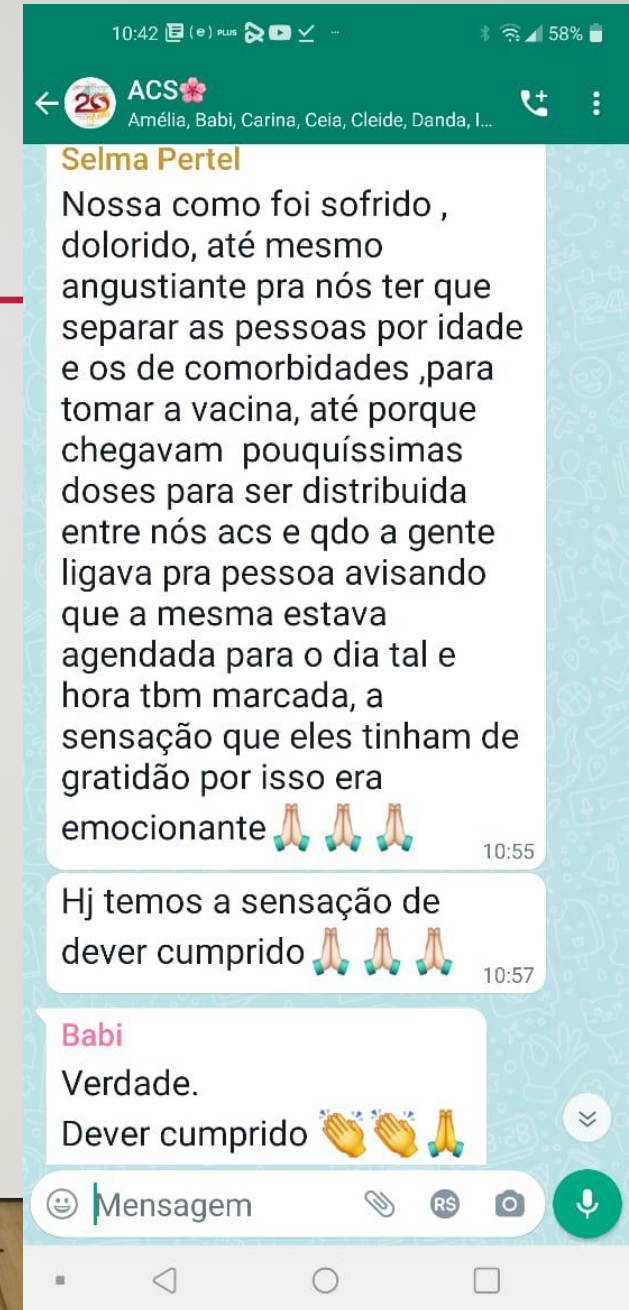 10:42 (e) PLUS ... 58%
ACS🌸
Amélia, Babi, Carina, Ceia, Cleide, Danda, I...
Selma Pertel
Nossa como foi sofrido ,
dolorido, até mesmo
angustiante pra nós ter que
separar as pessoas por idade
e os de comorbidades ,para
tomar a vacina, até porque
chegavam pouquíssimas
doses para ser distribuida
entre nós acs e qdo a gente
ligava pra pessoa avisando
que a mesma estava
agendada para o dia tal e
hora tbm marcada, a
sensação que eles tinham de
gratidão por isso era
emocionante🙏🏻🙏🏻🙏🏻
10:55
Hj temos a sensação de
dever cumprido🙏🏻🙏🏻🙏🏻
10:57
Babi
Verdade.
Dever cumprido 👏👏🙏
Mensagem R$